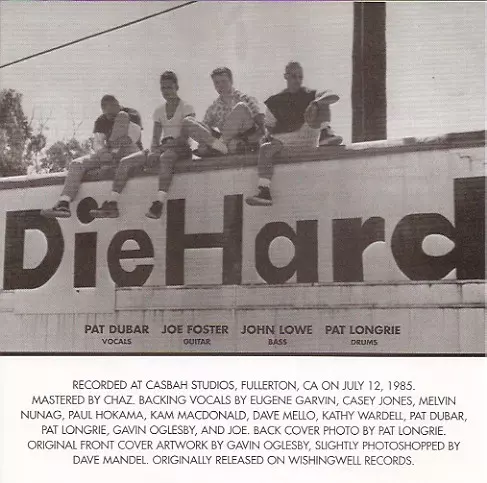 DieHard
PAT DUBAR JOE FOSTER JOHN LOWE PAT LONGRIE
VOCALS GUITAR BASS DRUMS
RECORDED AT CASBAH STUDIOS, FULLERTON, CA ON JULY 12, 1985.
MASTERED BY CHAZ. BACKING VOCALS BY EUGENE GARVIN, CASEY JONES, MELVIN
NUNAG, PAUL HOKAMA, KAM MACDONALD, DAVE MELLO, KATHY WARDELL, PAT DUBAR,
PAT LONGRIE, GAVIN OGLESBY, AND JOE. BACK COVER PHOTO BY PAT LONGRIE.
ORIGINAL FRONT COVER ARTWORK BY GAVIN OGLESBY, SLIGHTLY PHOTOSHOPPED BY
DAVE MANDEL. ORIGINALLY RELEASED ON WISHINGWELL RECORDS.